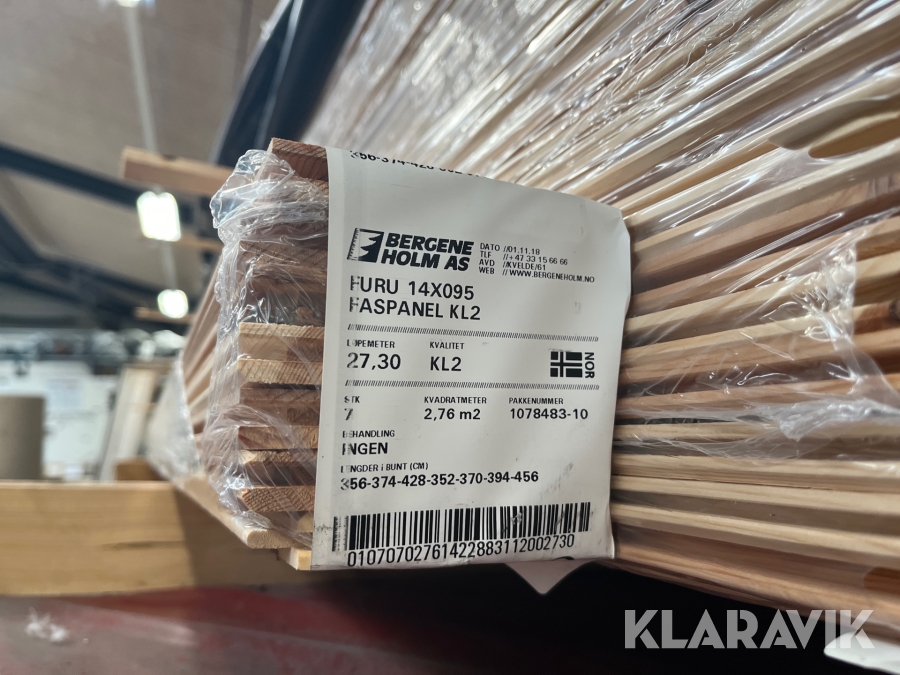 BERGENE
HOLM AS
DATO //01.11.18
TLF //+47 33 15 66 66
AVD //KVELDE/61
WEB // WWW.BERGENEHOLM.NO
FURU 14X095
FASPANEL KL2
LØPEMETER KVALITET
27,30 KL2
NOR
STK KVADRATMETER PAKKENUMMER
7 2,76 m2 1078483-10
BEHANDLING
INGEN
LENGDER i BUNT (CM)
356-374-428-352-370-394-456
01070702761422883112002730
KLARAVIK